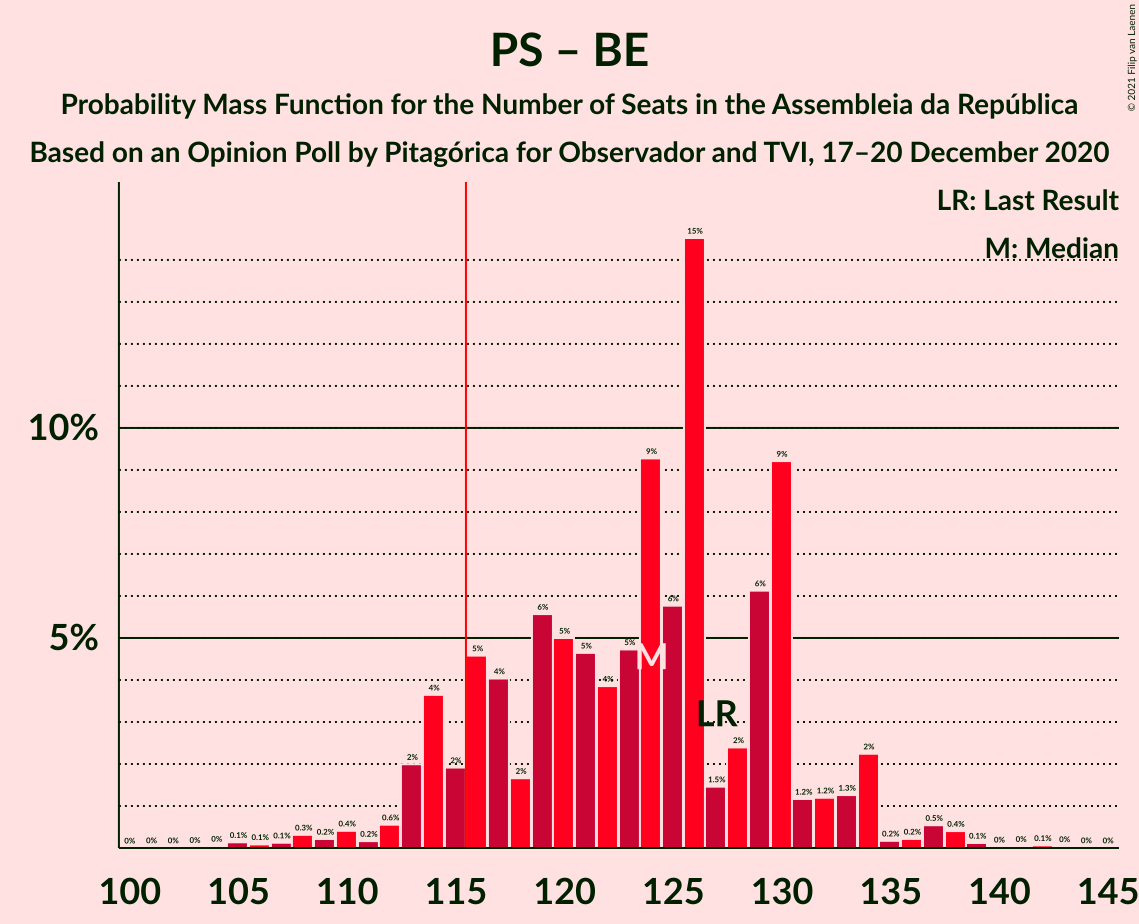 PS – BE
Probability Mass Function for the Number of Seats in the Assembleia da República
Based on an Opinion Poll by Pitagórica for Observador and TVI, 17–20 December 2020
© 2021 Filip van Laenen
LR: Last Result
M: Median
10%
5%
0% 0% 0% 0% 0% 0.1% 0.1% 0.1% 0.3% 0.2% 0.4% 0.2% 0.6% 2% 4% 2% 5% 4% 2% 6% 5% 5% 4% 5% 9% 6% 15% 1.5% 2% 6% 9% 1.2% 1.2% 1.3% 2% 0.2% 0.2% 0.5% 0.4% 0.1% 0% 0% 0.1% 0% 0% 0%
M
LR
100 105 110 115 120 125 130 135 140 145